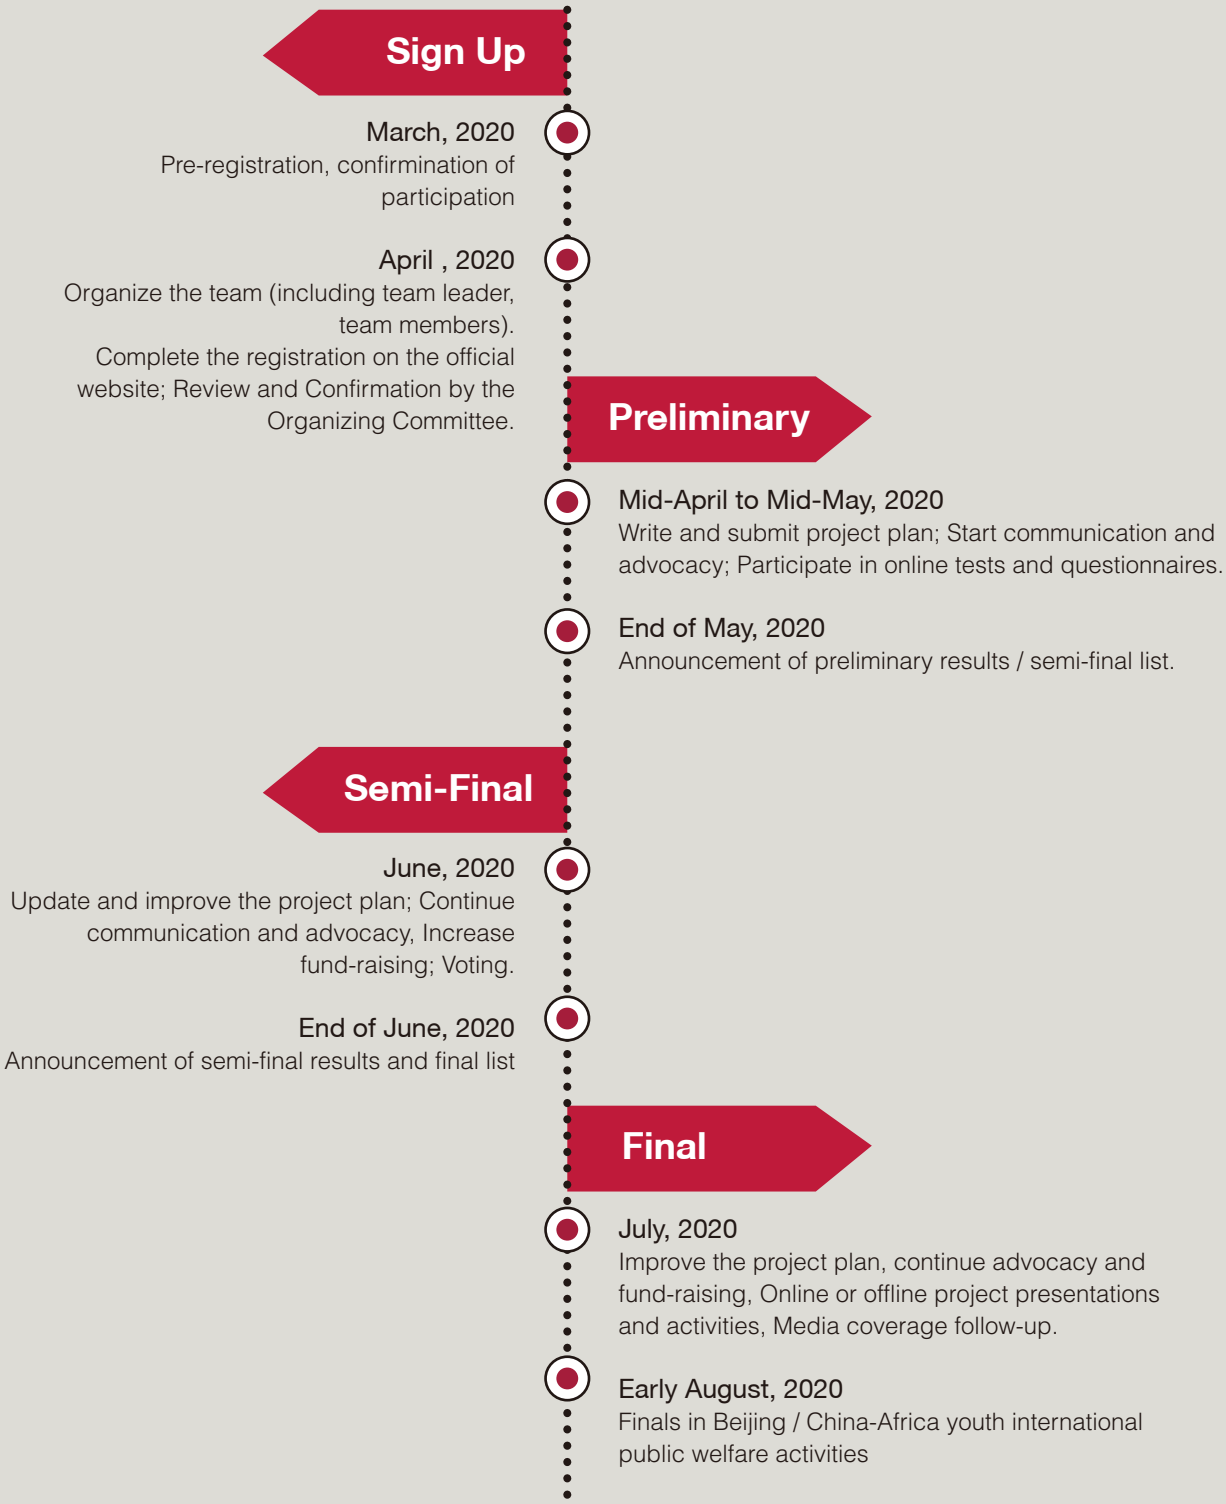 Sign Up
March, 2020
Pre-registration, confirmination of
participation
April , 2020
Organize the team (including team leader,
team members).
Complete the registration on the official
website; Review and Confirmation by the
Organizing Committee.
Preliminary
Mid-April to Mid-May, 2020
Write and submit project plan; Start communication and
advocacy; Participate in online tests and questionnaires.
End of May, 2020
Announcement of preliminary results / semi-final list.
Semi-Final
June, 2020
Update and improve the project plan; Continue
communication and advocacy, Increase
fund-raising; Voting.
End of June, 2020
Announcement of semi-final results and final list
Final
July, 2020
Improve the project plan, continue advocacy and
fund-raising, Online or offline project presentations
and activities, Media coverage follow-up.
Early August, 2020
Finals in Beijing / China-Africa youth international
public welfare activities